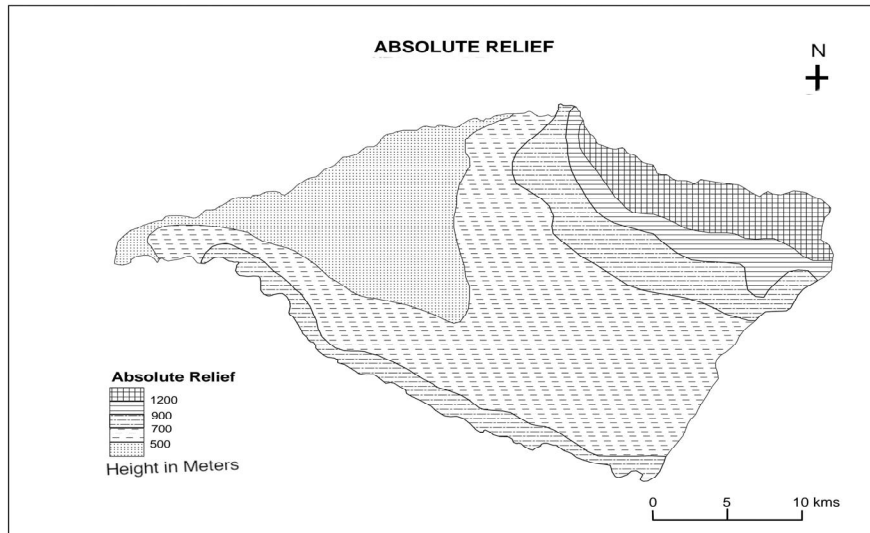 ABSOLUTE RELIEF
N
Absolute Relief
1200
900
700
500
Height in Meters
0 5 10 kms